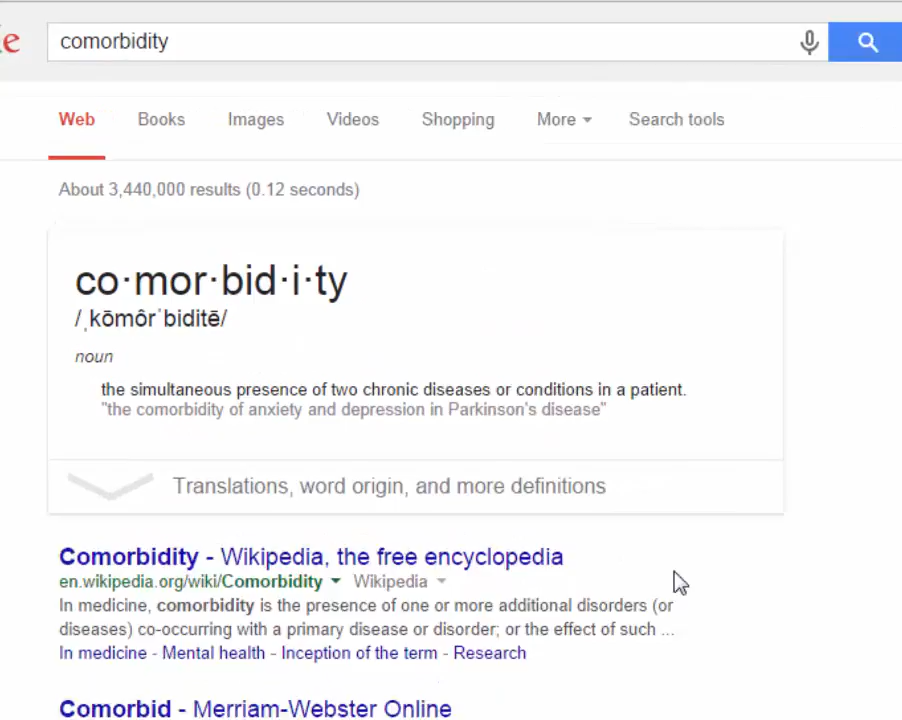 e
comorbidity
Web Books Images Videos Shopping More Search tools
About 3,440,000 results (0.12 seconds)
co·mor·bid·i·ty
/ˌkōmôrˈbiditē/
noun
the simultaneous presence of two chronic diseases or conditions in a patient.
"the comorbidity of anxiety and depression in Parkinson's disease"
Translations, word origin, and more definitions
Comorbidity - Wikipedia, the free encyclopedia
en.wikipedia.org/wiki/Comorbidity Wikipedia
In medicine, comorbidity is the presence of one or more additional disorders (or
diseases) co-occurring with a primary disease or disorder; or the effect of such ...
In medicine - Mental health - Inception of the term - Research
Comorbid - Merriam-Webster Online